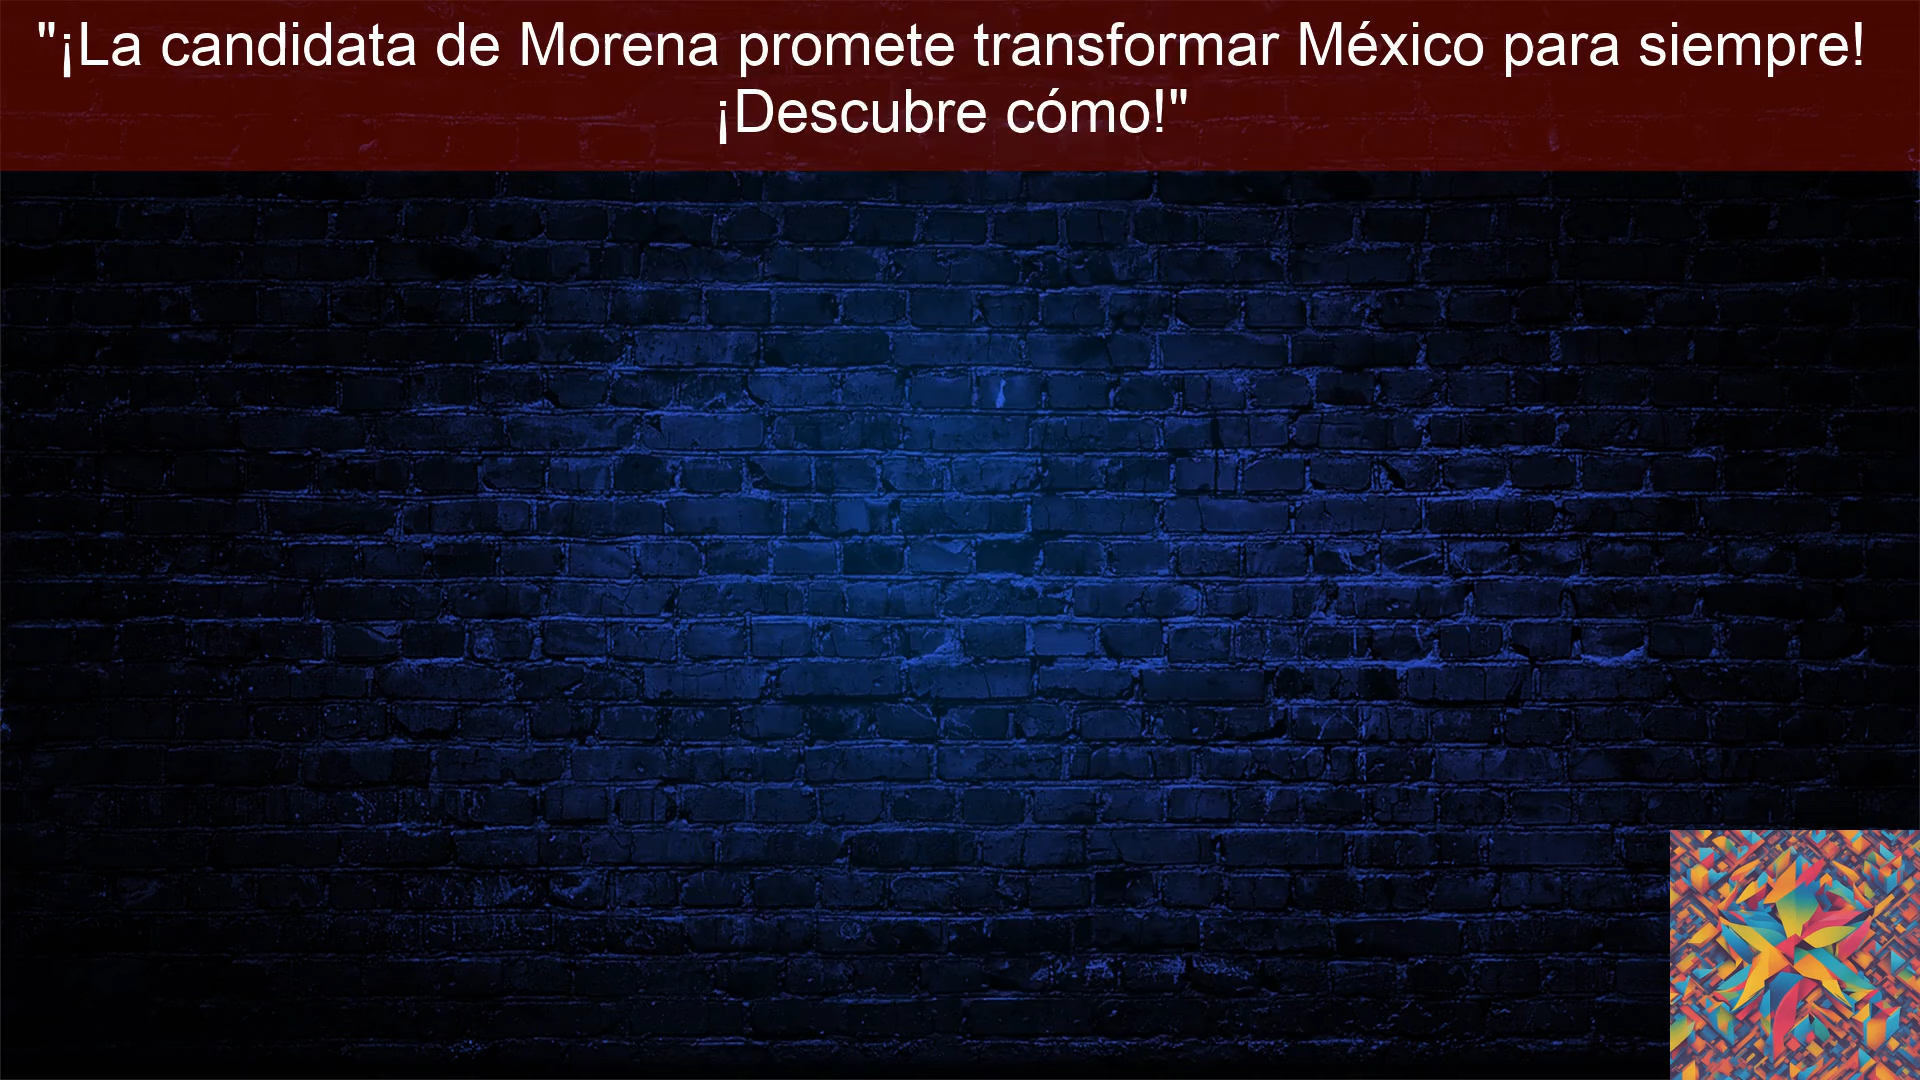 "¡La candidata de Morena promete transformar México para siempre!
¡Descubre cómo!"